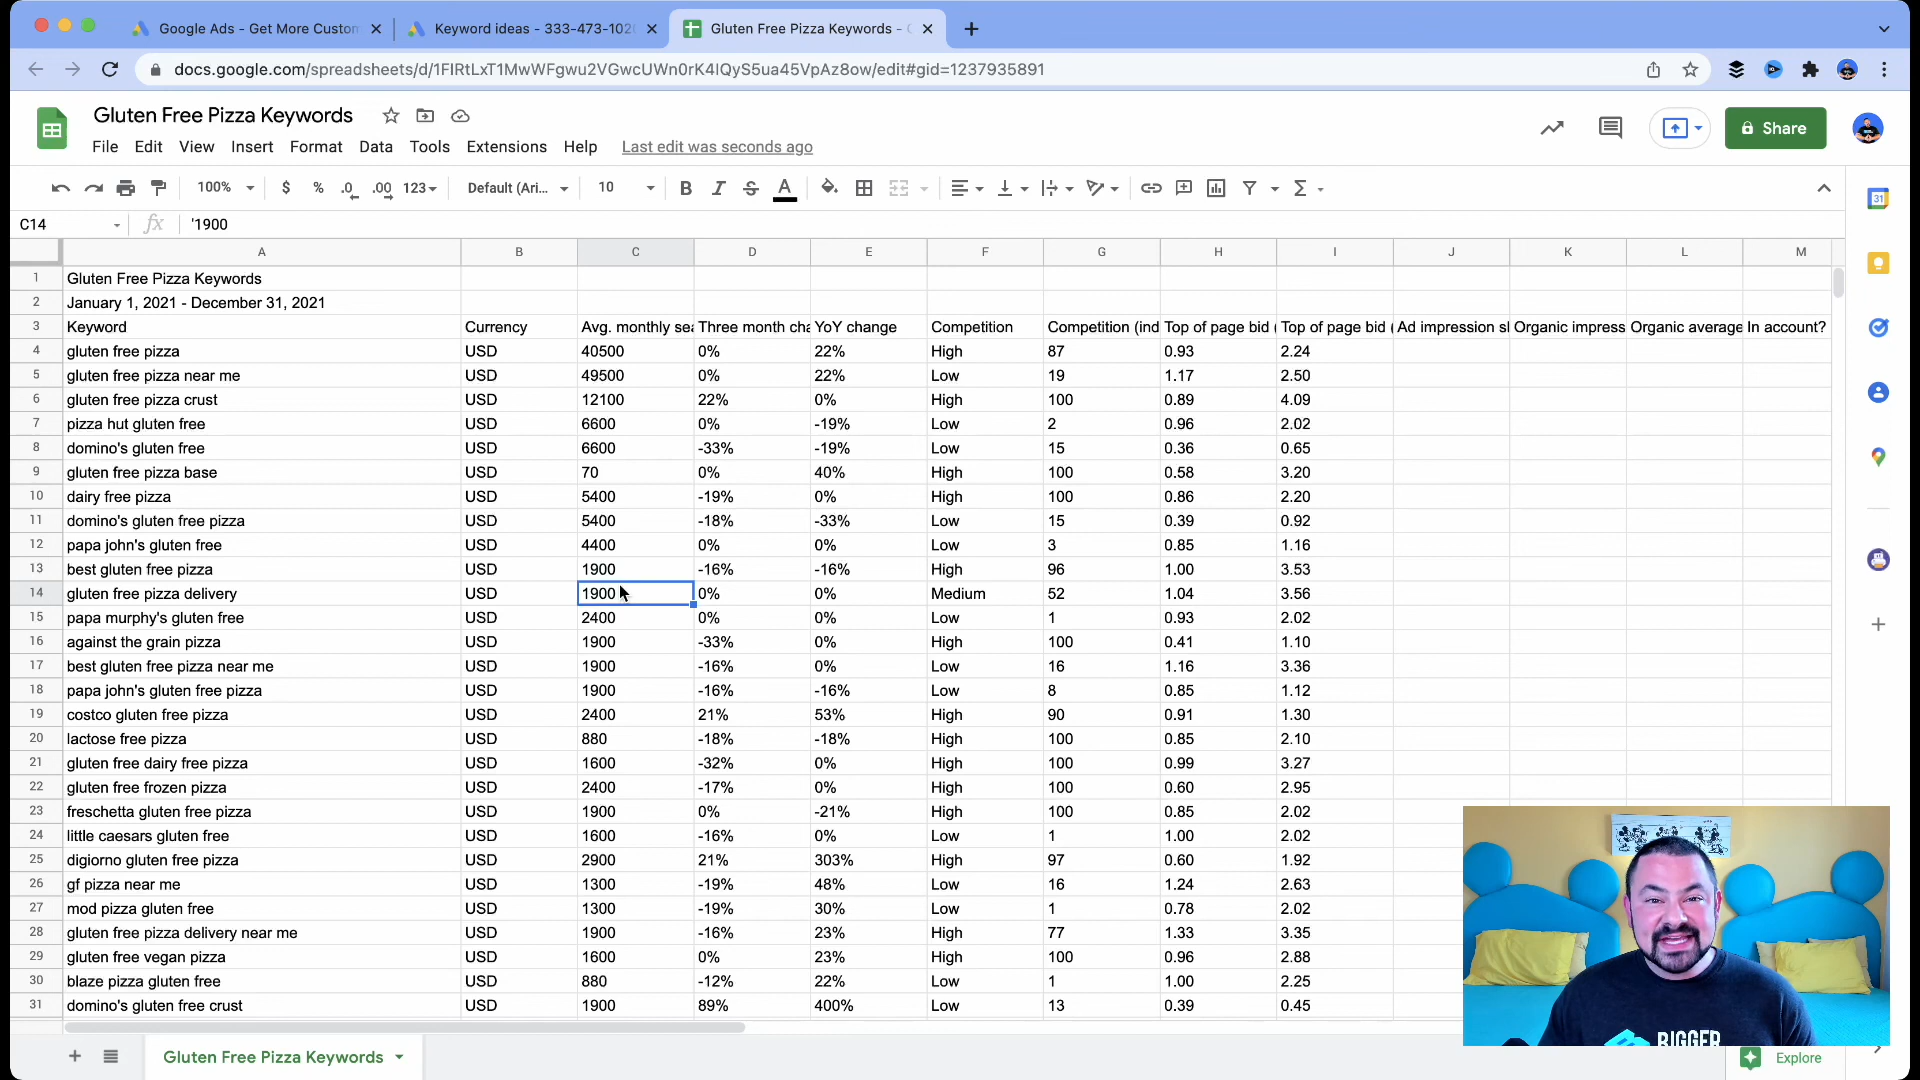 Google Ads - Get More Custom
Keyword ideas - 333-473-102
Gluten Free Pizza Keywords -
docs.google.com/spreadsheets/d/1FIRtLxT1MwWFgwu2VGwcUWn0rK4IQyS5ua45VpAz8ow/edit#gid=1237935891
Gluten Free Pizza Keywords
Share
File Edit View Insert Format Data Tools Extensions Help Last edit was seconds ago
100% $ % .0 .00 123 Default (Ari... 10 B I S A Σ
31
C14 fx '1900
A B C D E F G H I J K L M
1 Gluten Free Pizza Keywords
2 January 1, 2021 - December 31, 2021
3 Keyword Currency Avg. monthly sea Three month cha YoY change Competition Competition (ind Top of page bid ( Top of page bid ( Ad impression sl Organic impress Organic average In account?
4 gluten free pizza USD 40500 0% 22% High 87 0.93 2.24
5 gluten free pizza near me USD 49500 0% 22% Low 19 1.17 2.50
6 gluten free pizza crust USD 12100 22% 0% High 100 0.89 4.09
7 pizza hut gluten free USD 6600 0% -19% Low 2 0.96 2.02
8 domino's gluten free USD 6600 -33% -19% Low 15 0.36 0.65
9 gluten free pizza base USD 70 0% 40% High 100 0.58 3.20
10 dairy free pizza USD 5400 -19% 0% High 100 0.86 2.20
11 domino's gluten free pizza USD 5400 -18% -33% Low 15 0.39 0.92
12 papa john's gluten free USD 4400 0% 0% Low 3 0.85 1.16
13 best gluten free pizza USD 1900 -16% -16% High 96 1.00 3.53
14 gluten free pizza delivery USD 1900 0% 0% Medium 52 1.04 3.56
15 papa murphy's gluten free USD 2400 0% 0% Low 1 0.93 2.02
16 against the grain pizza USD 1900 -33% 0% High 100 0.41 1.10
17 best gluten free pizza near me USD 1900 -16% 0% Low 16 1.16 3.36
18 papa john's gluten free pizza USD 1900 -16% -16% Low 8 0.85 1.12
19 costco gluten free pizza USD 2400 21% 53% High 90 0.91 1.30
20 lactose free pizza USD 880 -18% -18% High 100 0.85 2.10
21 gluten free dairy free pizza USD 1600 -32% 0% High 100 0.99 3.27
22 gluten free frozen pizza USD 2400 -17% 0% High 100 0.60 2.95
23 freschetta gluten free pizza USD 1900 0% -21% High 100 0.85 2.02
24 little caesars gluten free USD 1600 -16% 0% Low 1 1.00 2.02
25 digiorno gluten free pizza USD 2900 21% 303% High 97 0.60 1.92
26 gf pizza near me USD 1300 -19% 48% Low 16 1.24 2.63
27 mod pizza gluten free USD 1300 -19% 30% Low 1 0.78 2.02
28 gluten free pizza delivery near me USD 1900 -16% 23% High 77 1.33 3.35
29 gluten free vegan pizza USD 1600 0% 23% High 100 0.96 2.88
30 blaze pizza gluten free USD 880 -12% 22% Low 1 1.00 2.25
31 domino's gluten free crust USD 1900 89% 400% Low 13 0.39 0.45
BIGGER
Gluten Free Pizza Keywords
Explore